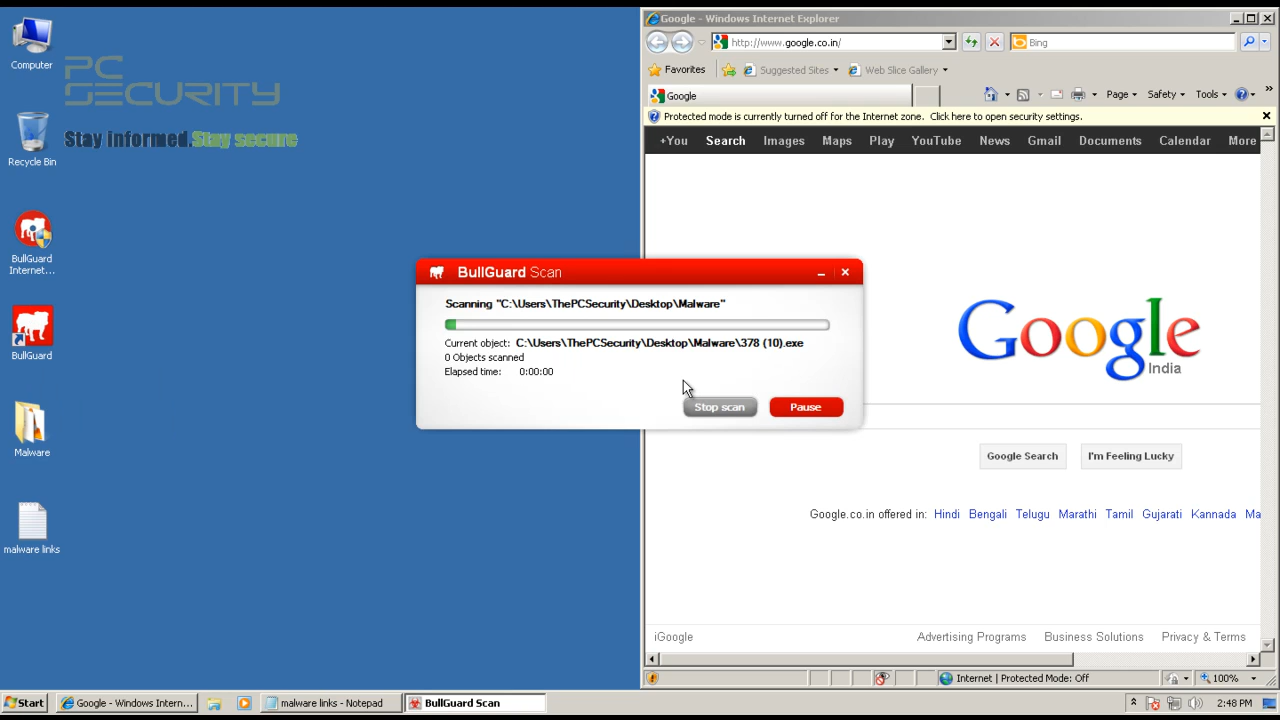 Computer
PC
SECURITY
Stay informed.Stay secure
Recycle Bin
BullGuard
Internet...
BullGuard
Malware
malware links
Google - Windows Internet Explorer
http://www.google.co.in/
Bing
Favorites
Suggested Sites
Web Slice Gallery
Google
Page
Safety
Tools
»
Protected mode is currently turned off for the Internet zone. Click here to open security settings.
+You Search Images Maps Play YouTube News Gmail Documents Calendar More
BullGuard Scan
Scanning "C:\Users\ThePCSecurity\Desktop\Malware"
Current object: C:\Users\ThePCSecurity\Desktop\Malware\378 (10).exe
0 Objects scanned
Elapsed time: 0:00:00
Stop scan
Pause
Google
India
Google Search
I'm Feeling Lucky
Google.co.in offered in: Hindi Bengali Telugu Marathi Tamil Gujarati Kannada Ma
iGoogle
Advertising Programs
Business Solutions
Privacy & Terms
Internet | Protected Mode: Off
100%
Start
Google - Windows Intern...
malware links - Notepad
BullGuard Scan
2:48 PM